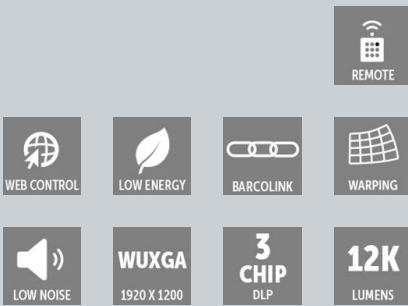 REMOTE
WEB CONTROL
LOW ENERGY
BARCOLINK
WARPING
LOW NOISE
WUXGA
1920 X 1200
3
CHIP
DLP
12K
LUMENS